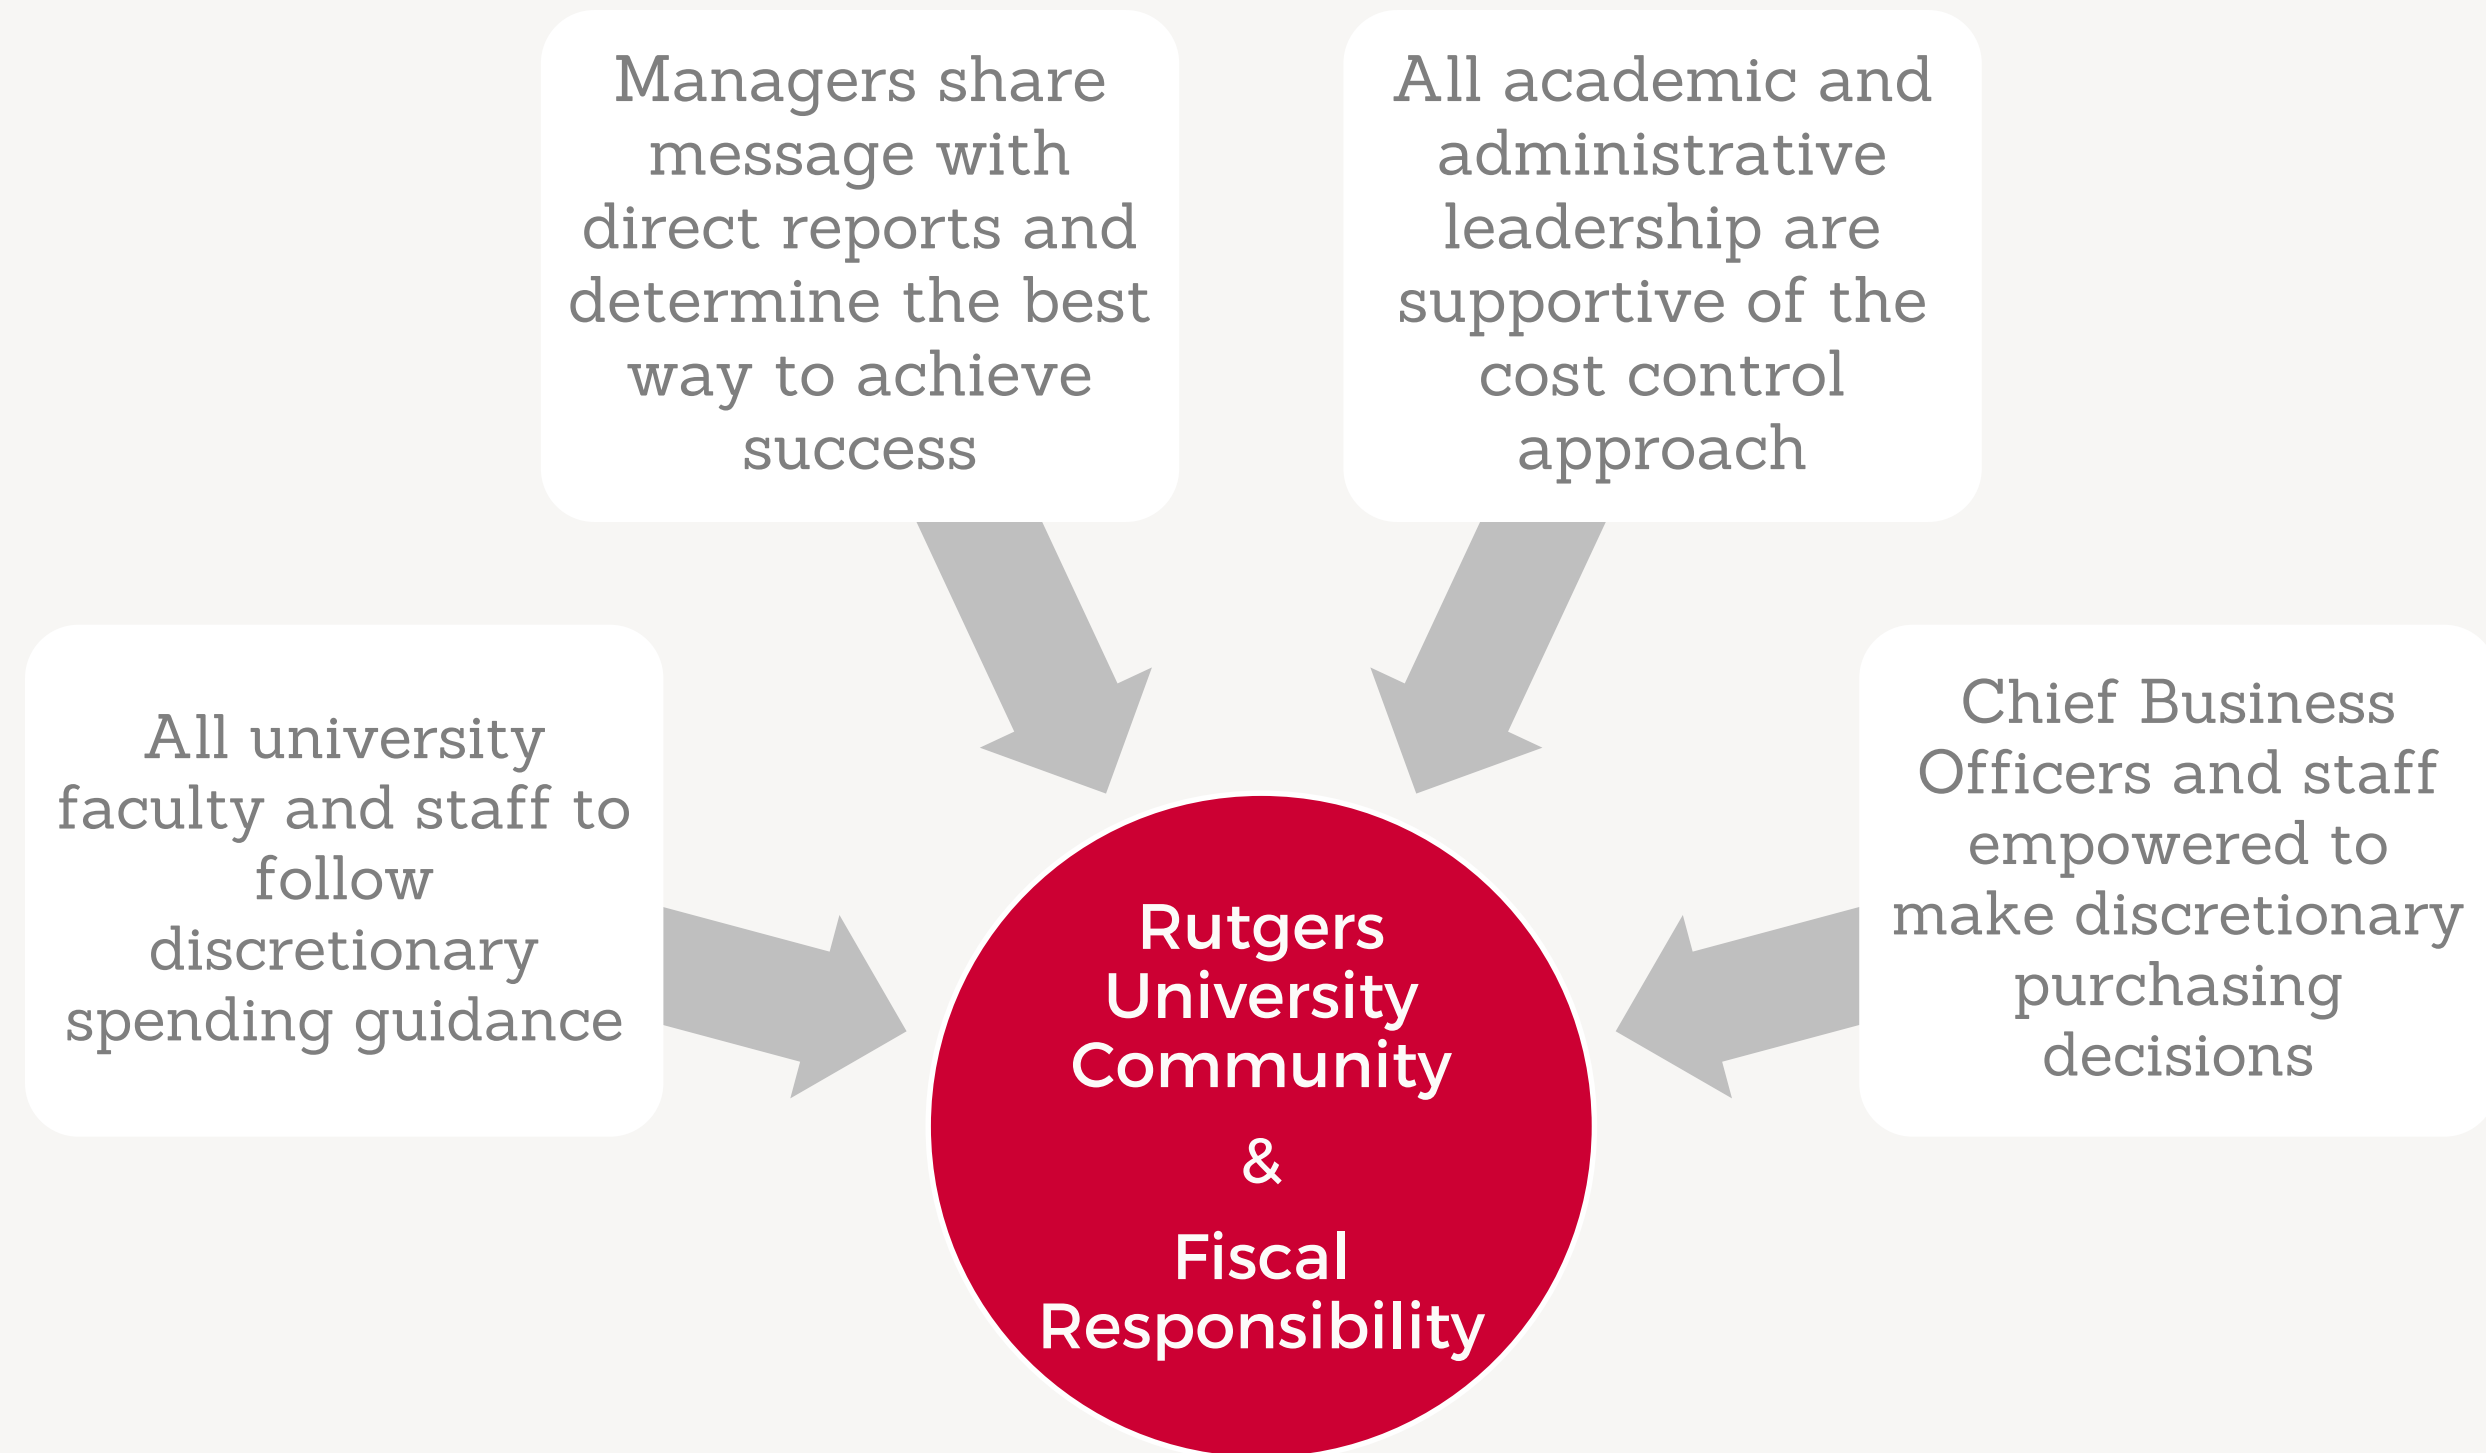 Managers share
message with
direct reports and
determine the best
way to achieve
success
All academic and
administrative
leadership are
supportive of the
cost control
approach
All university
faculty and staff to
follow
discretionary
spending guidance
Chief Business
Officers and staff
empowered to
make discretionary
purchasing
decisions
Rutgers
University
Community
&
Fiscal
Responsibility